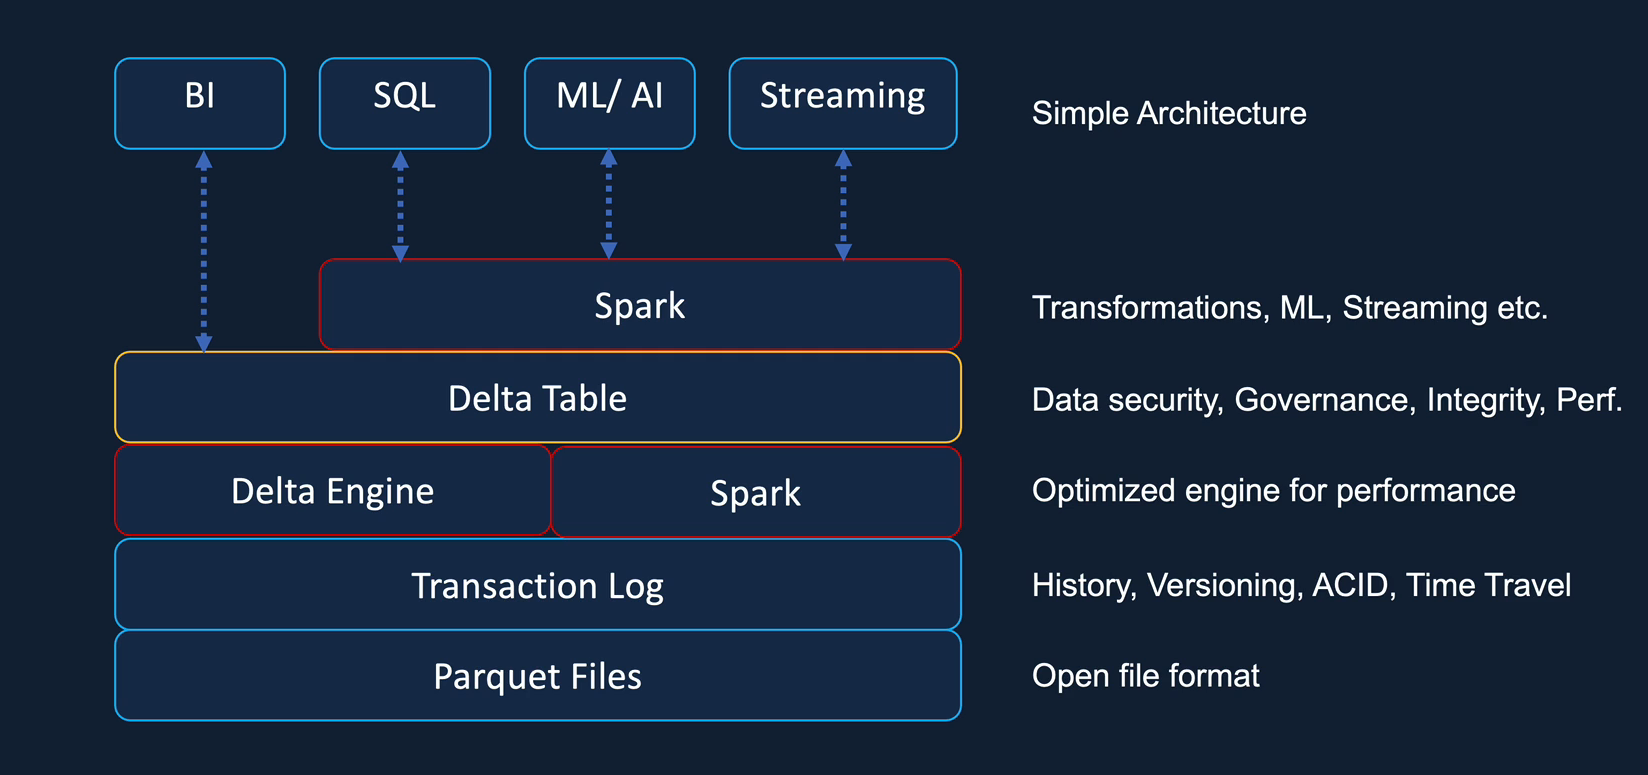 BI
SQL
ML/ AI
Streaming
Simple Architecture
Spark
Transformations, ML, Streaming etc.
Delta Table
Data security, Governance, Integrity, Perf.
Delta Engine
Spark
Optimized engine for performance
Transaction Log
History, Versioning, ACID, Time Travel
Parquet Files
Open file format